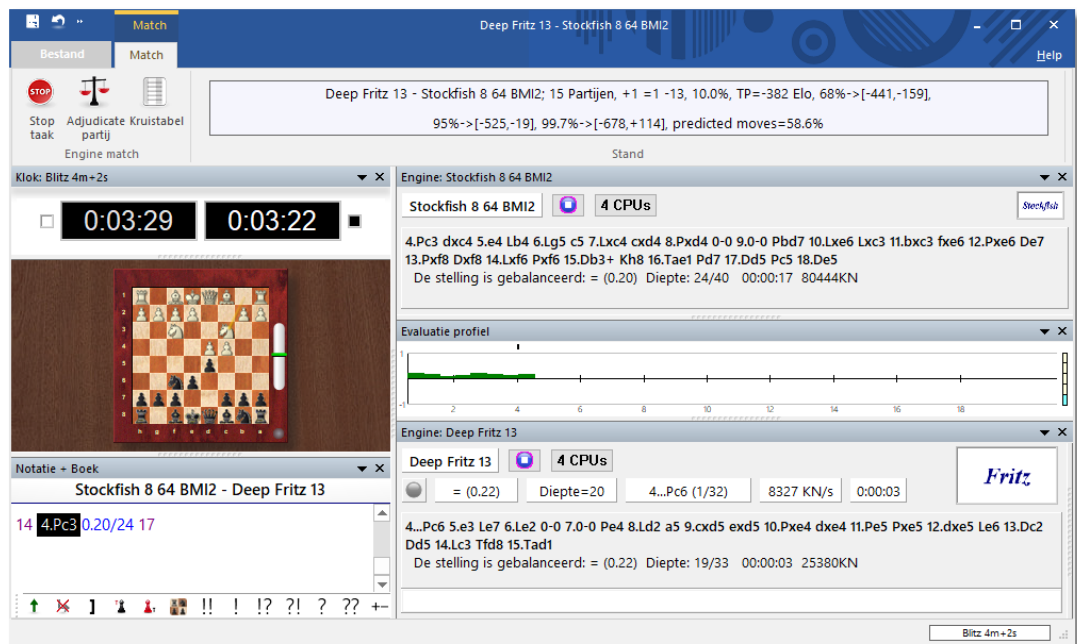 Match
Deep Fritz 13 - Stockfish 8 64 BMI2
Bestand Match Help
STOP
Stop taak
Adjudicate partij
Kruistabel
Engine match
Deep Fritz 13 - Stockfish 8 64 BMI2; 15 Partijen, +1 =1 -13, 10.0%, TP=-382 Elo, 68%->[-441,-159],
95%->[-525,-19], 99.7%->[-678,+114], predicted moves=58.6%
Stand
Klok: Blitz 4m+2s
0:03:29 0:03:22
Engine: Stockfish 8 64 BMI2
Stockfish 8 64 BMI2 4 CPUs Stockfish
4.Pc3 dxc4 5.e4 Lb4 6.Lg5 c5 7.Lxc4 cxd4 8.Pxd4 0-0 9.0-0 Pbd7 10.Lxe6 Lxc3 11.bxc3 fxe6 12.Pxe6 De7
13.Pxf8 Dxf8 14.Lxf6 Pxf6 15.Db3+ Kh8 16.Tae1 Pd7 17.Dd5 Pc5 18.De5
De stelling is gebalanceerd: = (0.20) Diepte: 24/40 00:00:17 80444KN
1
2
3
4
5
6
7
8
h g f e d c b a
Evaluatie profiel
1
-1
2 4 6 8 10 12 14 16 18
Notatie + Boek
Stockfish 8 64 BMI2 - Deep Fritz 13
14 4.Pc3 0.20/24 17
] !! ! !? ?! ? ?? +-
Engine: Deep Fritz 13
Deep Fritz 13 4 CPUs Fritz
= (0.22) Diepte=20 4...Pc6 (1/32) 8327 KN/s 0:00:03
4...Pc6 5.e3 Le7 6.Le2 0-0 7.0-0 Pe4 8.Ld2 a5 9.cxd5 exd5 10.Pxe4 dxe4 11.Pe5 Pxe5 12.dxe5 Le6 13.Dc2
Dd5 14.Lc3 Tfd8 15.Tad1
De stelling is gebalanceerd: = (0.22) Diepte: 19/33 00:00:03 25380KN
Blitz 4m+2s